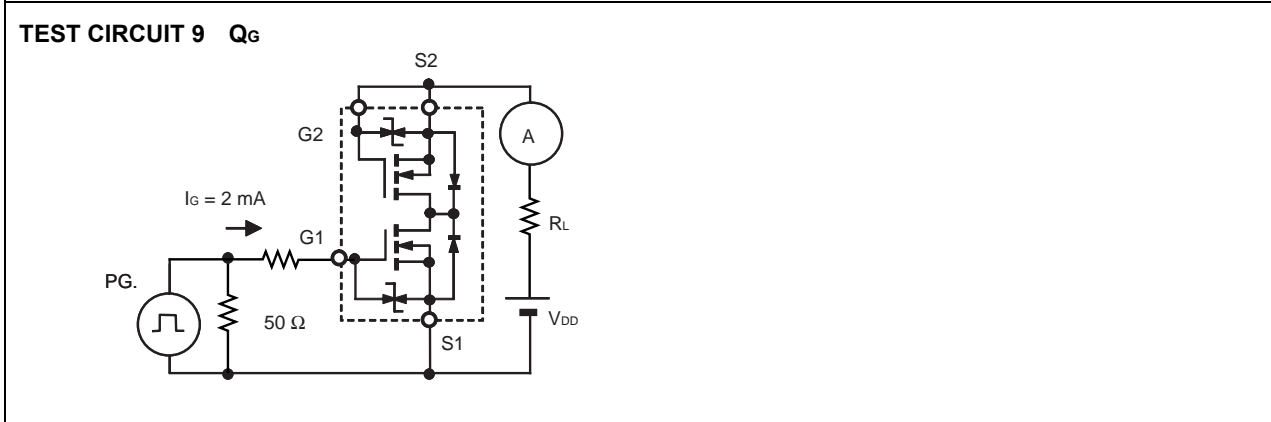 TEST CIRCUIT 9 QG
S2
G2
A
IG = 2 mA
RL
G1
PG.
50 Ω
VDD
S1